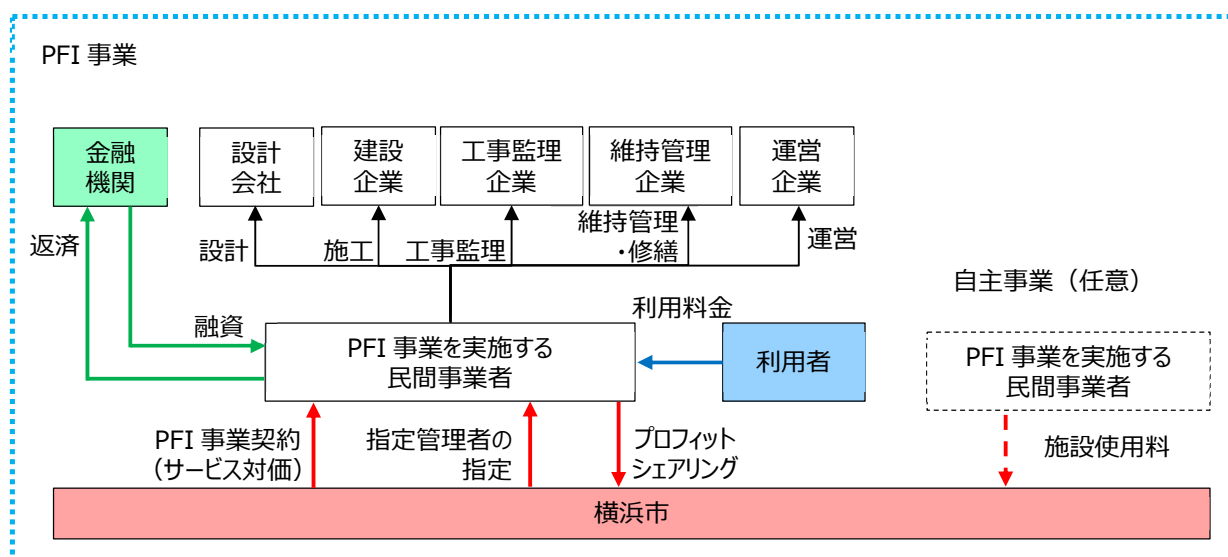 PFI 事業
金融
機関
設計
会社
建設
企業
工事監理
企業
維持管理
企業
運営
企業
返済
設計
施工
工事監理
維持管理
・修繕
運営
融資
利用料金
自主事業（任意）
PFI 事業を実施する
民間事業者
利用者
PFI 事業を実施する
民間事業者
PFI 事業契約
（サービス対価）
指定管理者の
指定
プロフィット
シェアリング
施設使用料
横浜市